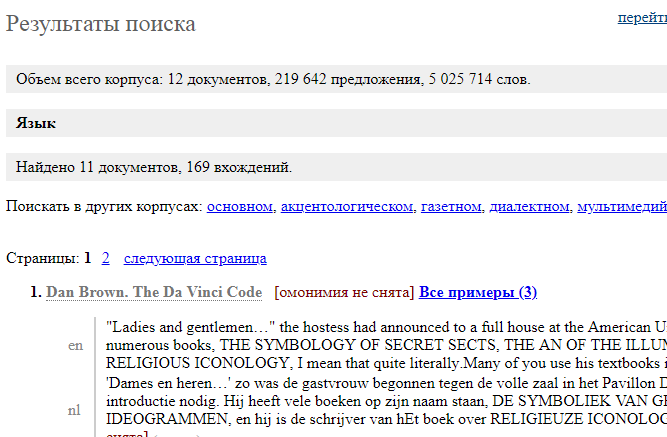 Результаты поиска
перейти
Объем всего корпуса: 12 документов, 219 642 предложения, 5 025 714 слов.
Язык
Найдено 11 документов, 169 вхождений.
Поискать в других корпусах: основном, акцентологическом, газетном, диалектном, мультимедий
Страницы: 1 2 следующая страница
1. Dan Brown. The Da Vinci Code [омонимия не снята] Все примеры (3)
"Ladies and gentlemen…" the hostess had announced to a full house at the American U
en numerous books, THE SYMBOLOGY OF SECRET SECTS, THE AN OF THE ILLUM
RELIGIOUS ICONOLOGY, I mean that quite literally.Many of you use his textbooks i
'Dames en heren…' zo was de gastvrouw begonnen tegen de volle zaal in het Pavillon D
nl introductie nodig. Hij heeft vele boeken op zijn naam staan, DE SYMBOLIEK VAN GE
IDEOGRAMMEN, en hij is de schrijver van hEt boek over RELIGIEUZE ICONOLO